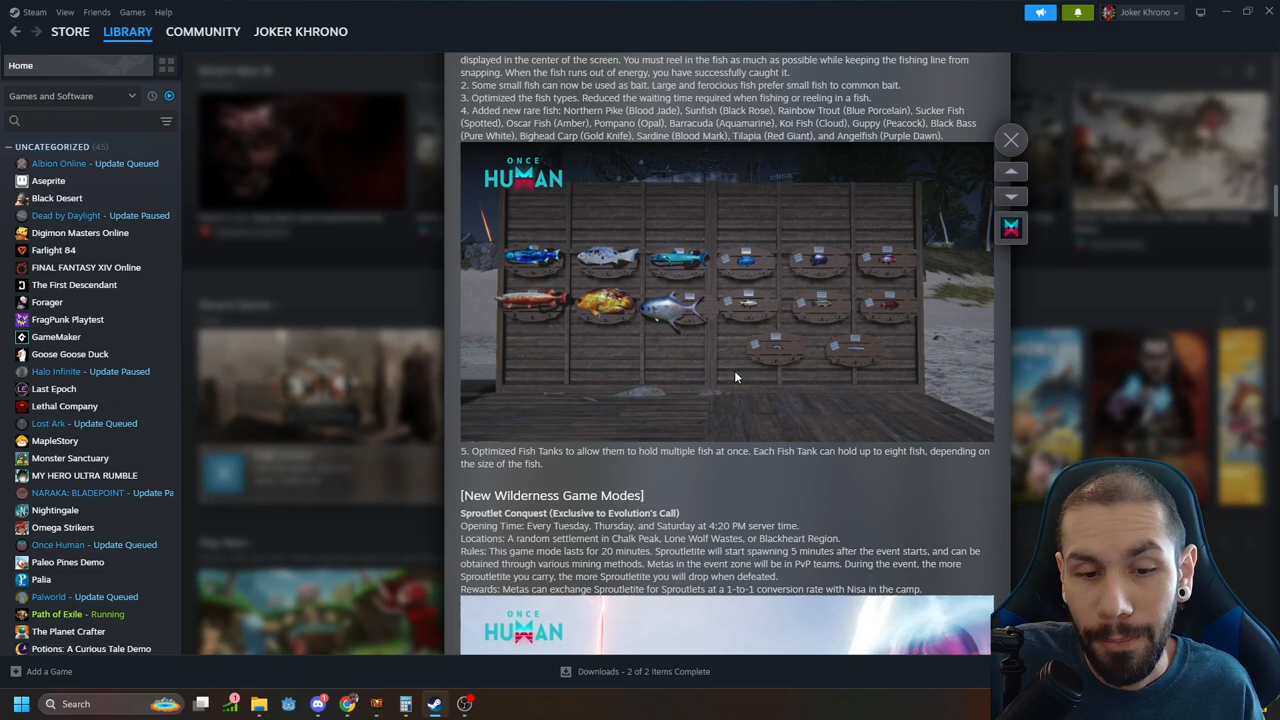 Steam View Friends Games Help
Joker Khrono
STORE LIBRARY COMMUNITY JOKER KHRONO
Home
Games and Software
UNCATEGORIZED (45)
Albion Online - Update Queued
Aseprite
Black Desert
Dead by Daylight - Update Paused
Digimon Masters Online
Farlight 84
FINAL FANTASY XIV Online
The First Descendant
Forager
FragPunk Playtest
GameMaker
Goose Goose Duck
Halo Infinite - Update Paused
Last Epoch
Lethal Company
Lost Ark - Update Queued
MapleStory
Monster Sanctuary
MY HERO ULTRA RUMBLE
NARAKA: BLADEPOINT - Update Pa
Nightingale
Omega Strikers
Once Human - Update Queued
Paleo Pines Demo
Palia
Palworld - Update Queued
Path of Exile - Running
The Planet Crafter
Potions: A Curious Tale Demo
displayed in the center of the screen. You must reel in the fish as much as possible while keeping the fishing line from
snapping. When the fish runs out of energy, you have successfully caught it.
2. Some small fish can now be used as bait. Large and ferocious fish prefer small fish to common bait.
3. Optimized the fish types. Reduced the waiting time required when fishing or reeling in a fish.
4. Added new rare fish: Northern Pike (Blood Jade), Sunfish (Black Rose), Rainbow Trout (Blue Porcelain), Sucker Fish
(Spotted), Oscar Fish (Amber), Pompano (Opal), Barracuda (Aquamarine), Koi Fish (Cloud), Guppy (Peacock), Black Bass
(Pure White), Bighead Carp (Gold Knife), Sardine (Blood Mark), Tilapia (Red Giant), and Angelfish (Purple Dawn).
ONCE
HUMAN
5. Optimized Fish Tanks to allow them to hold multiple fish at once. Each Fish Tank can hold up to eight fish, depending on
the size of the fish.
[New Wilderness Game Modes]
Sproutlet Conquest (Exclusive to Evolution's Call)
Opening Time: Every Tuesday, Thursday, and Saturday at 4:20 PM server time.
Locations: A random settlement in Chalk Peak, Lone Wolf Wastes, or Blackheart Region.
Rules: This game mode lasts for 20 minutes. Sproutletite will start spawning 5 minutes after the event starts, and can be
obtained through various mining methods. Metas in the event zone will be in PvP teams. During the event, the more
Sproutletite you carry, the more Sproutletite you will drop when defeated.
Rewards: Metas can exchange Sproutletite for Sproutlets at a 1-to-1 conversion rate with Nisa in the camp.
ONCE
HUMAN
Add a Game
Downloads - 2 of 2 Items Complete
Search
1
1